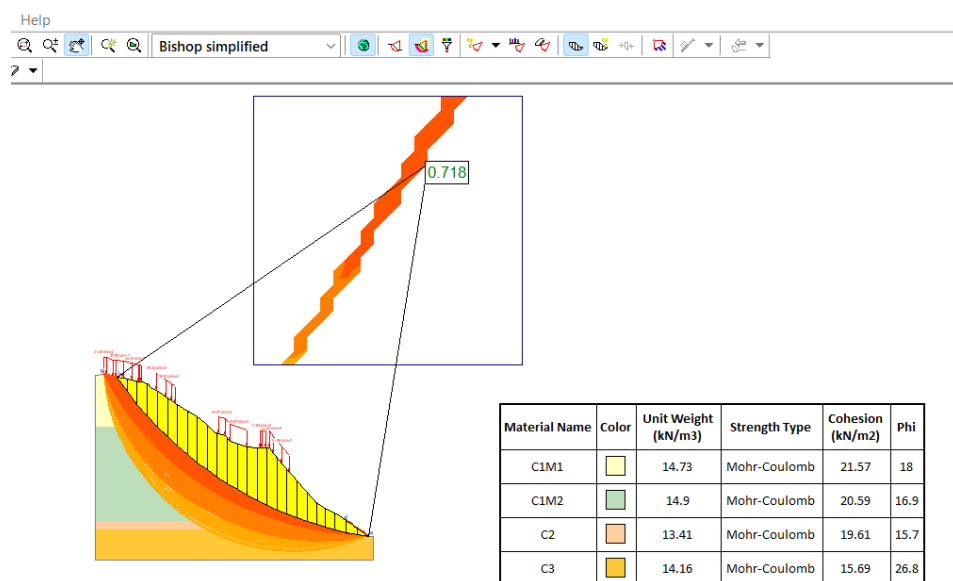 Help
Bishop simplified
0.718
Material Name Color Unit Weight (kN/m3) Strength Type Cohesion (kN/m2) Phi
C1M1 14.73 Mohr-Coulomb 21.57 18
C1M2 14.9 Mohr-Coulomb 20.59 16.9
C2 13.41 Mohr-Coulomb 19.61 15.7
C3 14.16 Mohr-Coulomb 15.69 26.8